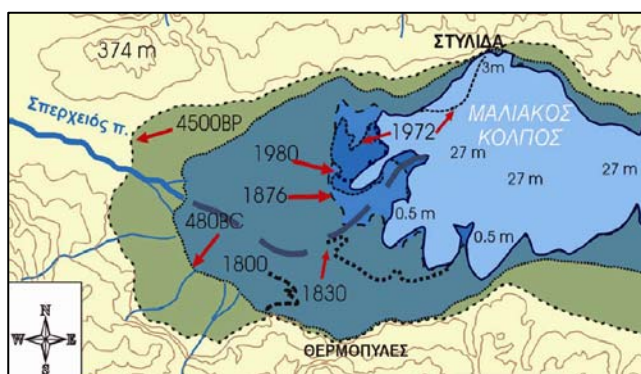 374 m
ΣΤΥΛΙΔΑ
3m
Σπερχειός π.
4500BP
1972
ΜΑΛΙΑΚΟΣ
ΚΟΛΠΟΣ
1980
27 m
27 m
27 m
1876
480BC
0.5 m
0.5 m
1800
1830
ΘΕΡΜΟΠΥΛΕΣ
N
W
E
S